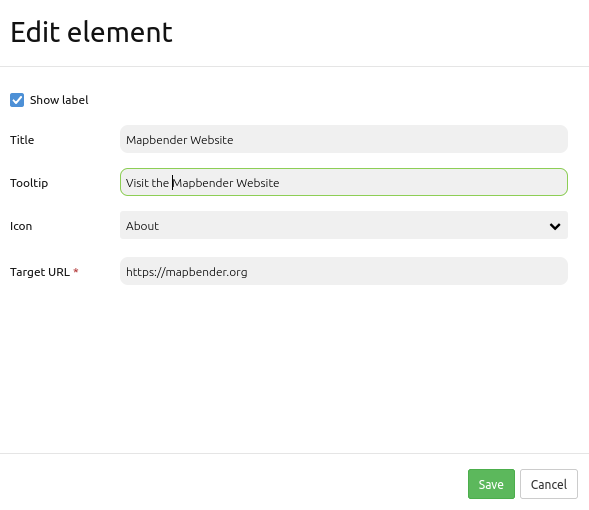 Edit element
Show label
Title Mapbender Website
Tooltip Visit the Mapbender Website
Icon About
Target URL * https://mapbender.org
Save Cancel